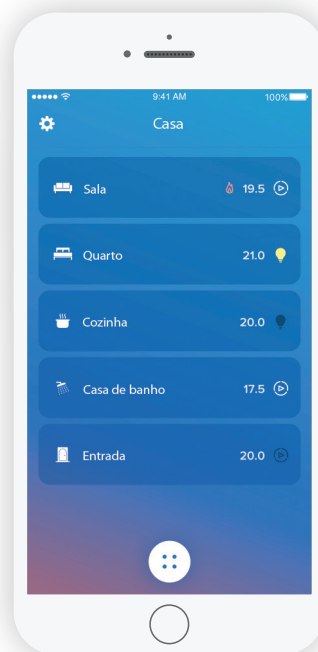 9:41 AM
100%
Casa
Sala 19.5
Quarto 21.0
Cozinha 20.0
Casa de banho 17.5
Entrada 20.0